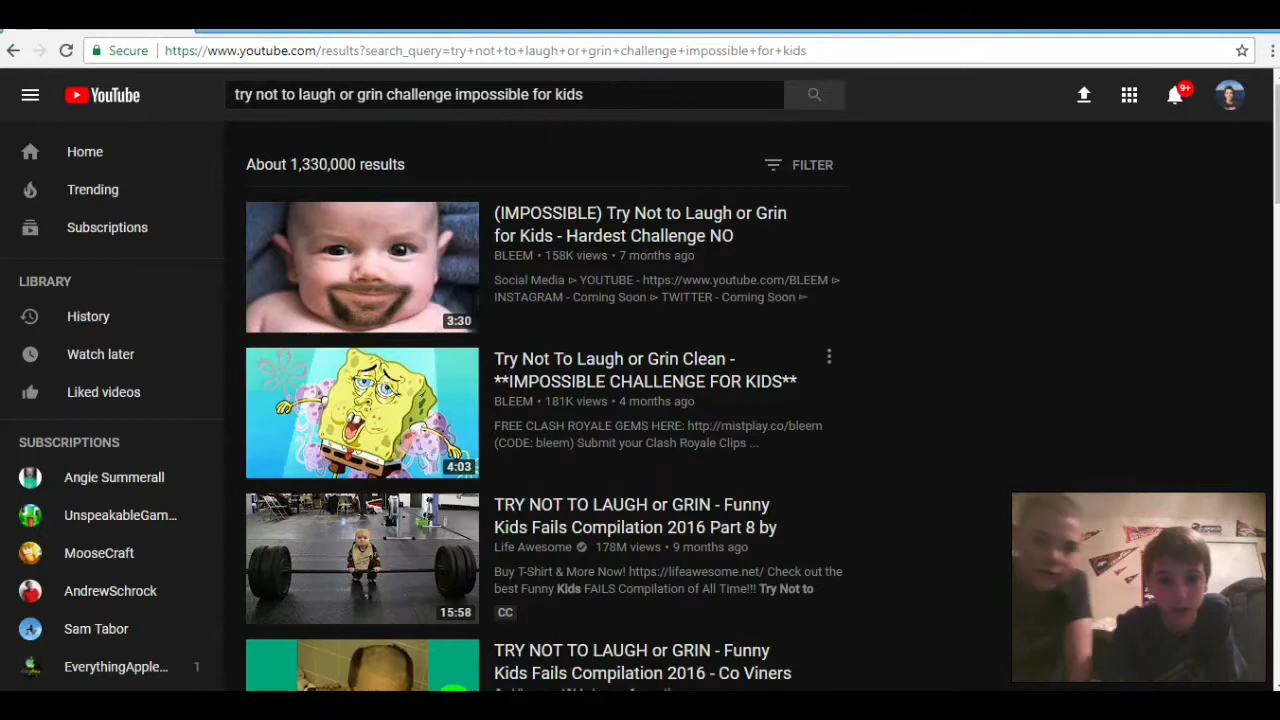 Secure https://www.youtube.com/results?search_query=try+not+to+laugh+or+grin+challenge+impossible+for+kids
YouTube
try not to laugh or grin challenge impossible for kids
9+
Home
Trending
Subscriptions
LIBRARY
History
Watch later
Liked videos
SUBSCRIPTIONS
Angie Summerall
UnspeakableGam...
MooseCraft
AndrewSchrock
Sam Tabor
EverythingApple... 1
About 1,330,000 results
FILTER
3:30
(IMPOSSIBLE) Try Not to Laugh or Grin
for Kids - Hardest Challenge NO
BLEEM • 158K views • 7 months ago
Social Media ⊳ YOUTUBE - https://www.youtube.com/BLEEM ⊳
INSTAGRAM - Coming Soon ⊳ TWITTER - Coming Soon ⊳
4:03
Try Not To Laugh or Grin Clean -
**IMPOSSIBLE CHALLENGE FOR KIDS**
BLEEM • 181K views • 4 months ago
FREE CLASH ROYALE GEMS HERE: http://mistplay.co/bleem
(CODE: bleem) Submit your Clash Royale Clips ...
15:58
TRY NOT TO LAUGH or GRIN - Funny
Kids Fails Compilation 2016 Part 8 by
Life Awesome 178M views • 9 months ago
Buy T-Shirt & More Now! https://lifeawesome.net/ Check out the
best Funny Kids FAILS Compilation of All Time!!! Try Not to
CC
TRY NOT TO LAUGH or GRIN - Funny
Kids Fails Compilation 2016 - Co Viners